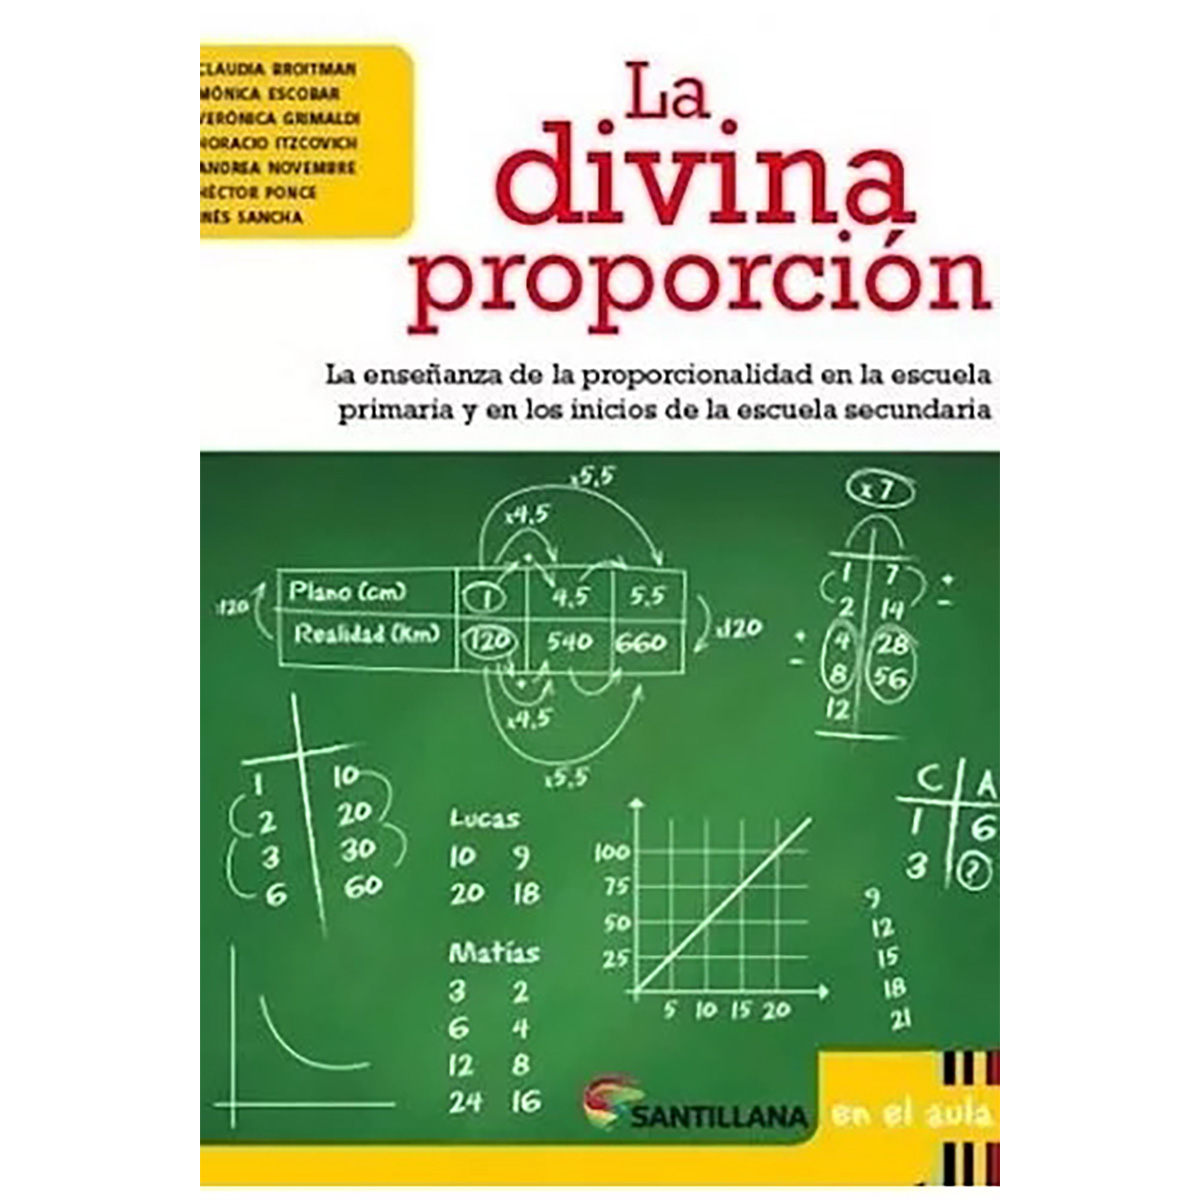 CLAUDIA BROITMAN
MÓNICA ESCOBAR
VERÓNICA GRIMALDI
HORACIO ITZCOVICH
ANDREA NOVEMBRE
HÉCTOR PONCE
INÉS SANCHA
La
divina
proporción
La enseñanza de la proporcionalidad en la escuela
primaria y en los inicios de la escuela secundaria
x5,5
x4,5
Plano (cm) 1 4,5 5,5
Realidad (Km) 120 540 660
:120
x120
x4,5
x5,5
x 7
1 7
2 14
4 28
8 56
12
+
-
+
-
1 10
2 20
3 30
6 60
Lucas
10 9
20 18
Matías
3 2
6 4
12 8
24 16
100
75
50
25
5 10 15 20
C A
1 6
3 ?
9
12
15
18
21
SANTILLANA
en el aula